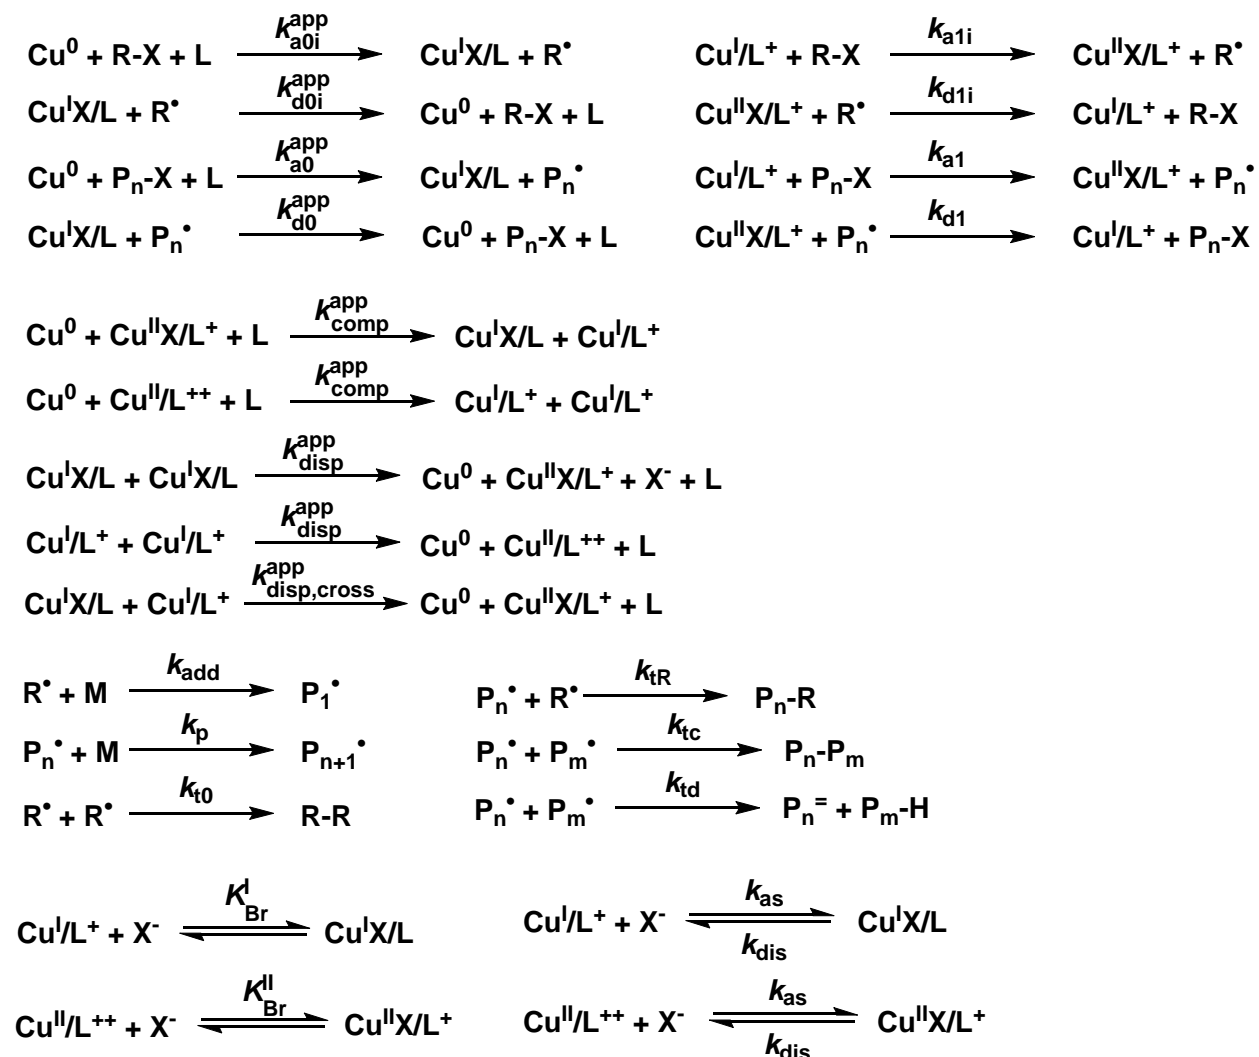 Cu⁰ + R-X + L k_a0i^app CuᴵX/L + R• Cuᴵ/L⁺ + R-X k_a1i CuᴵᴵX/L⁺ + R•
CuᴵX/L + R• k_d0i^app Cu⁰ + R-X + L CuᴵᴵX/L⁺ + R• k_d1i Cuᴵ/L⁺ + R-X
Cu⁰ + Pₙ-X + L k_a0^app CuᴵX/L + Pₙ• Cuᴵ/L⁺ + Pₙ-X k_a1 CuᴵᴵX/L⁺ + Pₙ•
CuᴵX/L + Pₙ• k_d0^app Cu⁰ + Pₙ-X + L CuᴵᴵX/L⁺ + Pₙ• k_d1 Cuᴵ/L⁺ + Pₙ-X
Cu⁰ + CuᴵᴵX/L⁺ + L k_comp^app CuᴵX/L + Cuᴵ/L⁺
Cu⁰ + Cuᴵᴵ/L⁺⁺ + L k_comp^app Cuᴵ/L⁺ + Cuᴵ/L⁺
CuᴵX/L + CuᴵX/L k_disp^app Cu⁰ + CuᴵᴵX/L⁺ + X⁻ + L
Cuᴵ/L⁺ + Cuᴵ/L⁺ k_disp^app Cu⁰ + Cuᴵᴵ/L⁺⁺ + L
CuᴵX/L + Cuᴵ/L⁺ k_disp,cross^app Cu⁰ + CuᴵᴵX/L⁺ + L
R• + M k_add P₁• Pₙ• + R• k_tR Pₙ-R
Pₙ• + M k_p Pₙ₊₁• Pₙ• + Pₘ• k_tc Pₙ-Pₘ
R• + R• k_t0 R-R Pₙ• + Pₘ• k_td Pₙ⁼ + Pₘ-H
Cuᴵ/L⁺ + X⁻ K_Br^I CuᴵX/L Cuᴵ/L⁺ + X⁻ k_as k_dis CuᴵX/L
Cuᴵᴵ/L⁺⁺ + X⁻ K_Br^II CuᴵᴵX/L⁺ Cuᴵᴵ/L⁺⁺ + X⁻ k_as k_dis CuᴵᴵX/L⁺